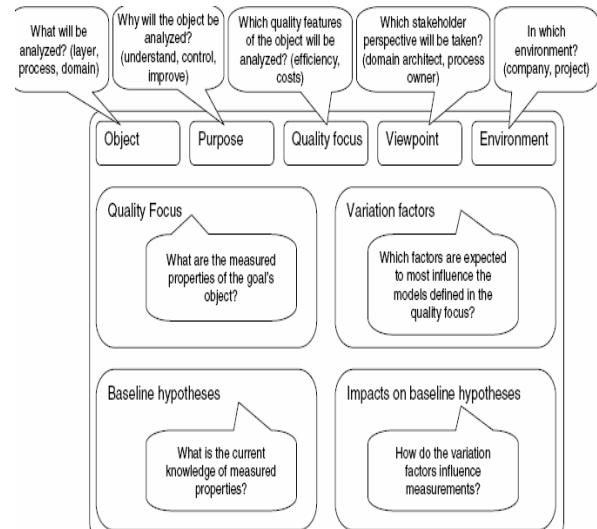 What will be
analyzed? (layer,
process, domain)
Why will the object be
analyzed?
(understand, control,
improve)
Which quality features
of the object will be
analyzed? (efficiency,
costs)
Which stakeholder
perspective will be taken?
(domain architect, process
owner)
In which
environment?
(company, project)
Object
Purpose
Quality focus
Viewpoint
Environment
Quality Focus
What are the measured
properties of the goal's
object?
Variation factors
Which factors are expected
to most influence the
models defined in the
quality focus?
Baseline hypotheses
What is the current
knowledge of measured
properties?
Impacts on baseline hypotheses
How do the variation
factors influence
measurements?